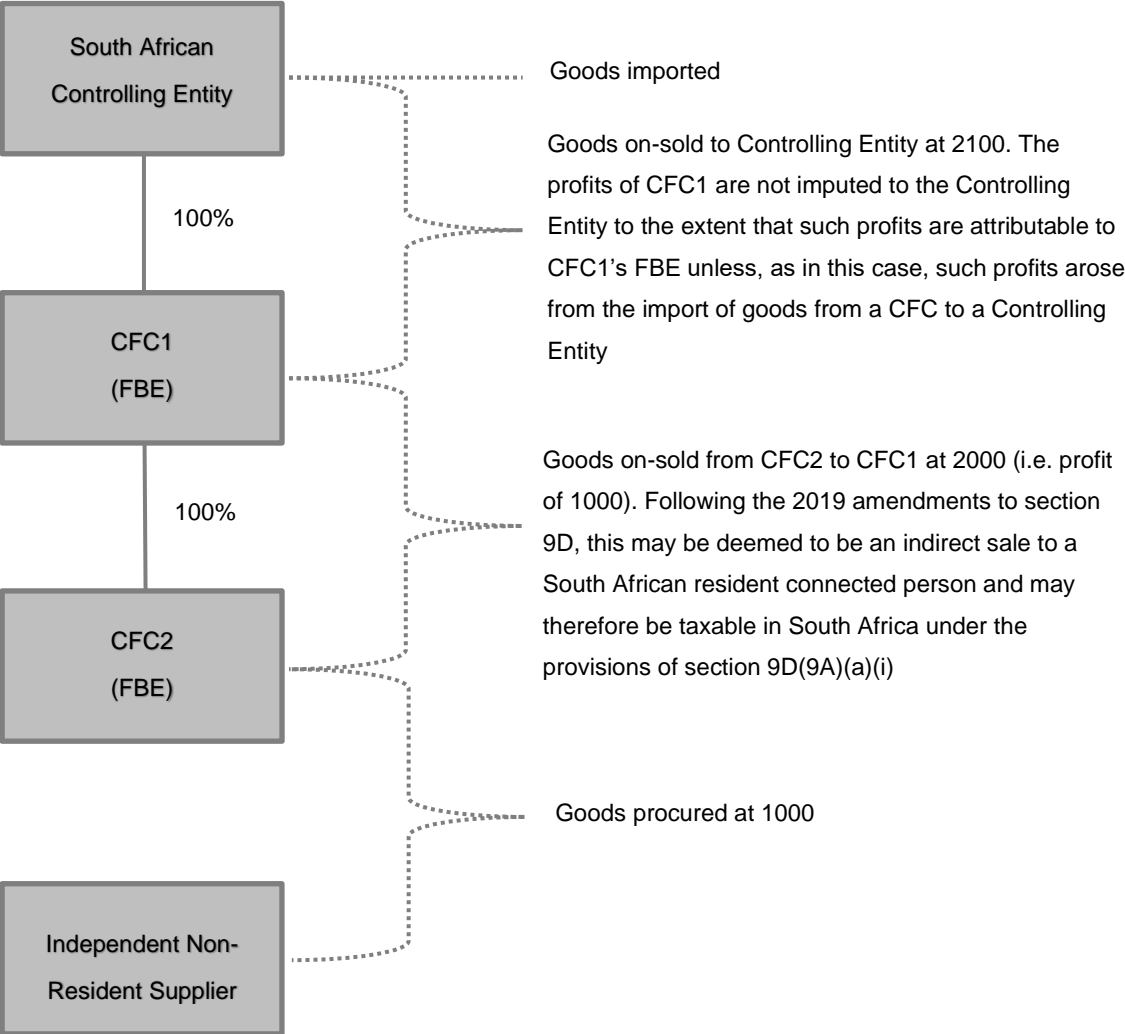 South African
Controlling Entity
Goods imported
Goods on-sold to Controlling Entity at 2100. The
profits of CFC1 are not imputed to the Controlling
Entity to the extent that such profits are attributable to
CFC1's FBE unless, as in this case, such profits arose
from the import of goods from a CFC to a Controlling
Entity
100%
CFC1
(FBE)
Goods on-sold from CFC2 to CFC1 at 2000 (i.e. profit
of 1000). Following the 2019 amendments to section
9D, this may be deemed to be an indirect sale to a
South African resident connected person and may
therefore be taxable in South Africa under the
provisions of section 9D(9A)(a)(i)
100%
CFC2
(FBE)
Goods procured at 1000
Independent Non-
Resident Supplier